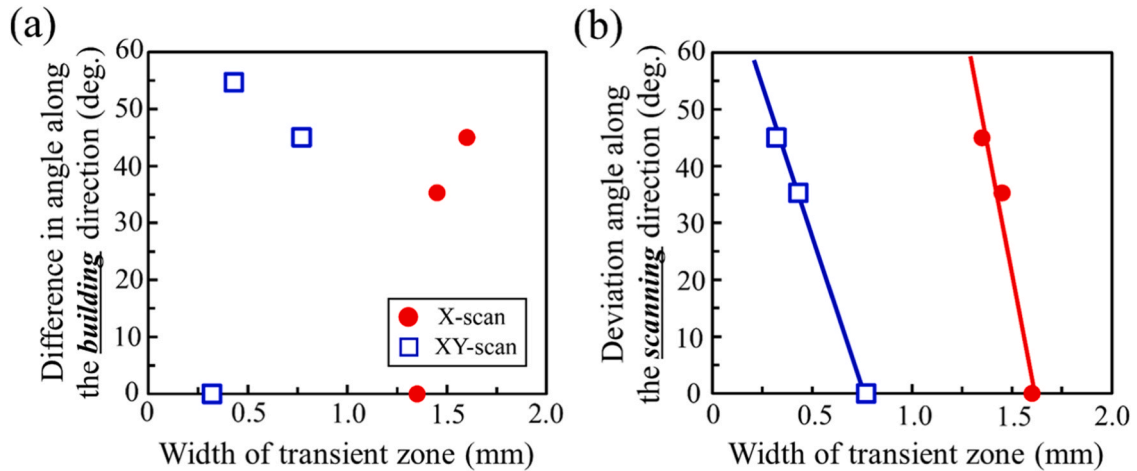 (a)
Difference in angle along
the building direction (deg.)
60
50
40
30
20
10
0
0
0.5
1.0
1.5
2.0
X-scan
XY-scan
Width of transient zone (mm)
(b)
Deviation angle along
the scanning direction (deg.)
60
50
40
30
20
10
0
0
0.5
1.0
1.5
2.0
Width of transient zone (mm)